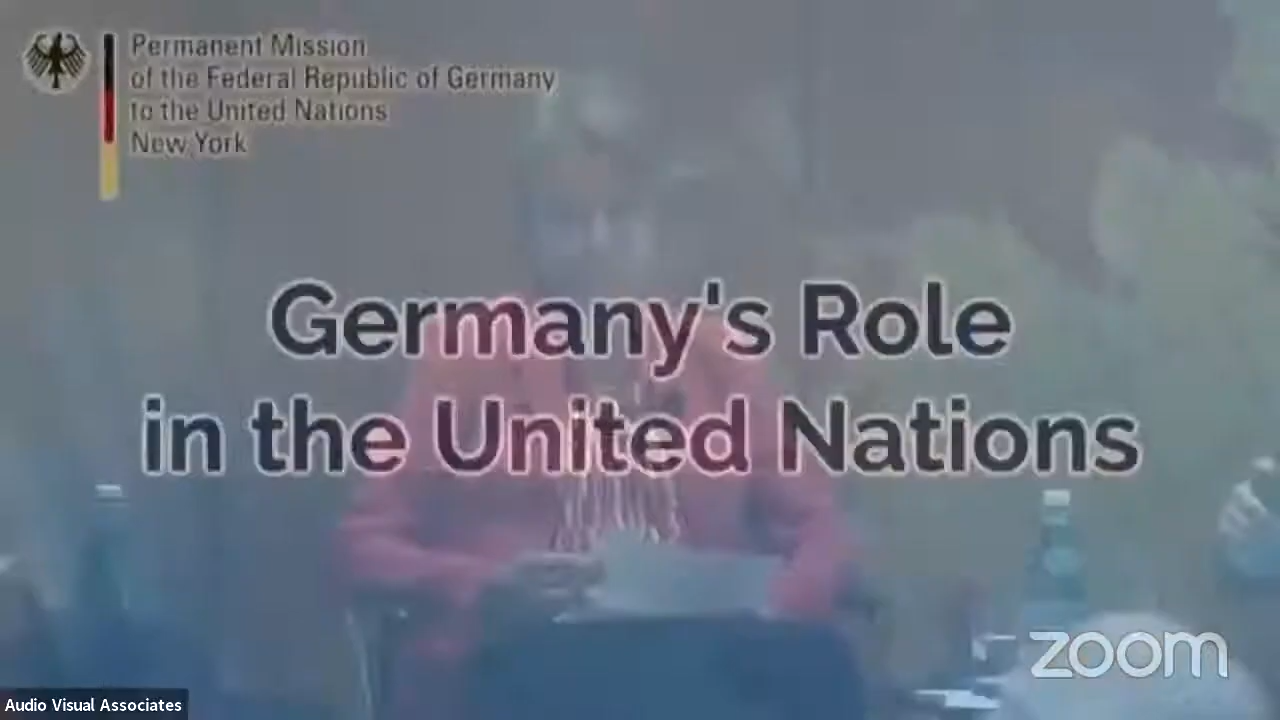 Permanent Mission
of the Federal Republic of Germany
to the United Nations
New York
Germany's Role
in the United Nations
zoom
Audio Visual Associates